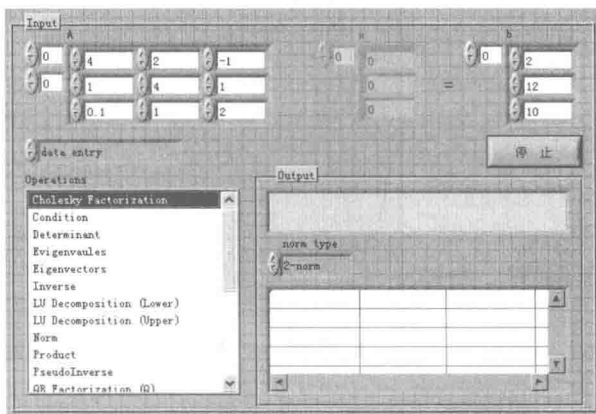 Input
A
b
0 4 2 -1 0 0 = 0 2
0 1 4 1 0 12
0.1 1 2 0 10
data entry
停 止
Operations
Output
Cholesky Factorization
Condition
Determinant
Evigenvaules
Eigenvectors
Inverse
LU Decomposition (Lower)
LU Decomposition (Upper)
Norm
Product
PseudoInverse
QR Factorization (Q)
norm type
2-norm